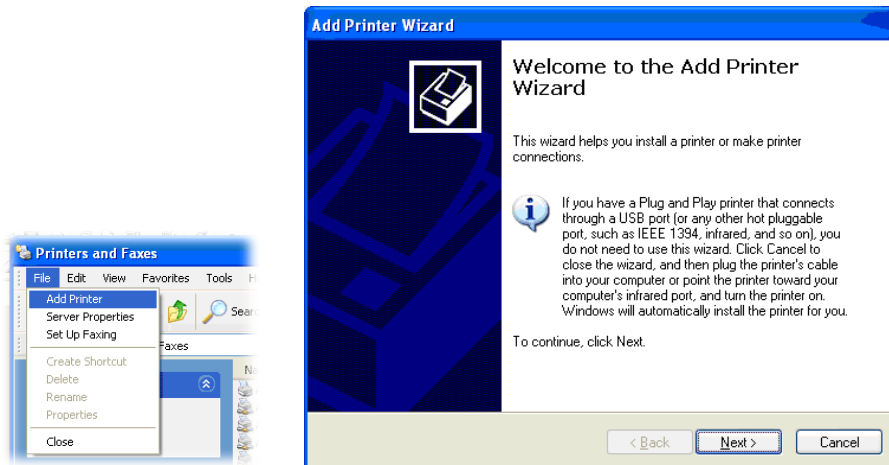 Printers and Faxes
File Edit View Favorites Tools
Add Printer
Server Properties
Set Up Faxing
Create Shortcut
Delete
Rename
Properties
Close
Faxes
Add Printer Wizard
Welcome to the Add Printer
Wizard
This wizard helps you install a printer or make printer
connections.
If you have a Plug and Play printer that connects
through a USB port (or any other hot pluggable
port, such as IEEE 1394, infrared, and so on), you
do not need to use this wizard. Click Cancel to
close the wizard, and then plug the printer's cable
into your computer or point the printer toward your
computer's infrared port, and turn the printer on.
Windows will automatically install the printer for you.
To continue, click Next.
< Back Next > Cancel